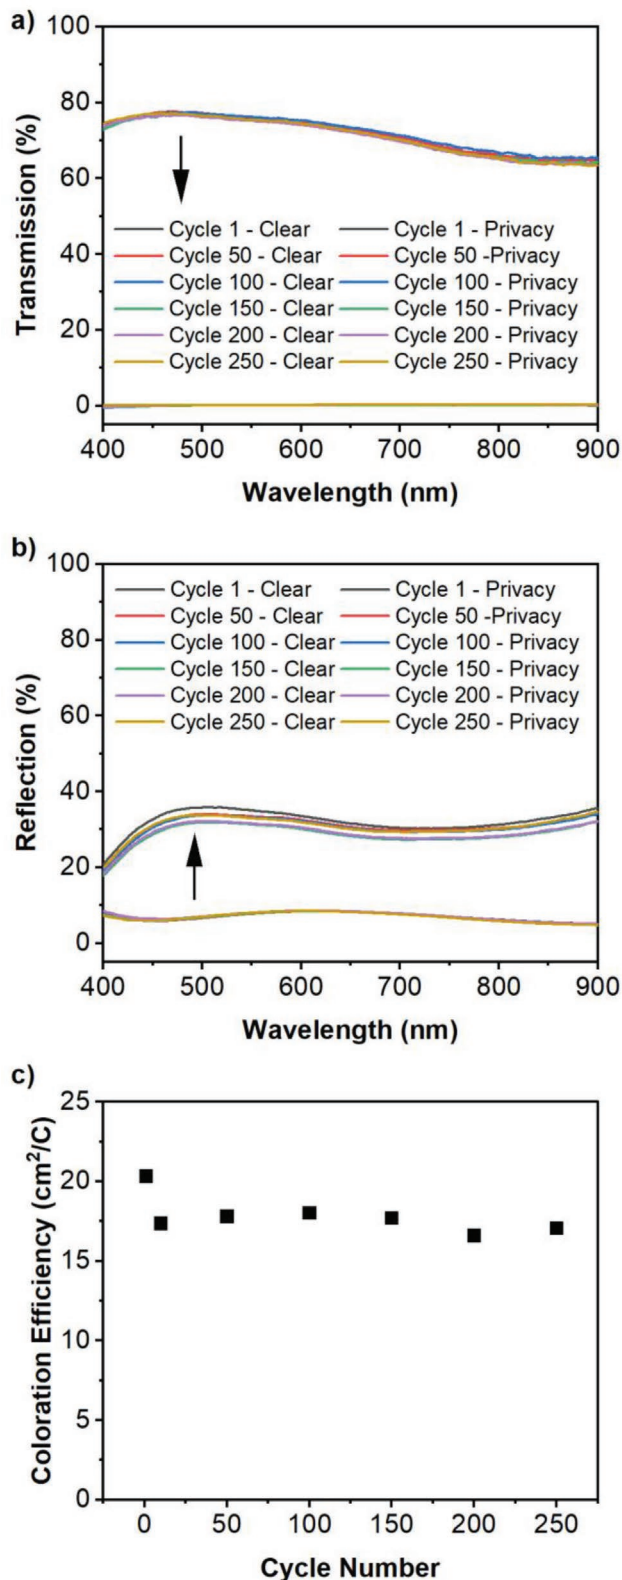 a)
100
80
60
40
20
0
Transmission (%)
Cycle 1 - Clear Cycle 1 - Privacy
Cycle 50 - Clear Cycle 50 -Privacy
Cycle 100 - Clear Cycle 100 - Privacy
Cycle 150 - Clear Cycle 150 - Privacy
Cycle 200 - Clear Cycle 200 - Privacy
Cycle 250 - Clear Cycle 250 - Privacy
400 500 600 700 800 900
Wavelength (nm)
b)
100
80
60
40
20
0
Reflection (%)
Cycle 1 - Clear Cycle 1 - Privacy
Cycle 50 - Clear Cycle 50 -Privacy
Cycle 100 - Clear Cycle 100 - Privacy
Cycle 150 - Clear Cycle 150 - Privacy
Cycle 200 - Clear Cycle 200 - Privacy
Cycle 250 - Clear Cycle 250 - Privacy
400 500 600 700 800 900
Wavelength (nm)
c)
25
20
15
10
5
0
Coloration Efficiency (cm²/C)
0 50 100 150 200 250
Cycle Number